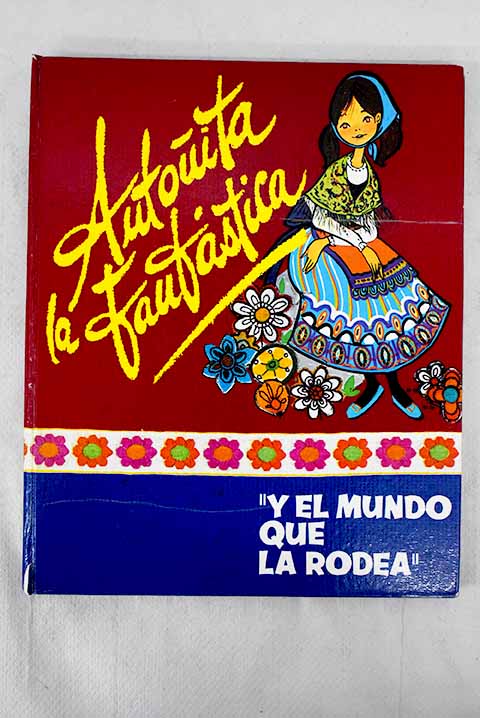 Antoñita
la Fantástica
"Y EL MUNDO
QUE
LA RODEA"